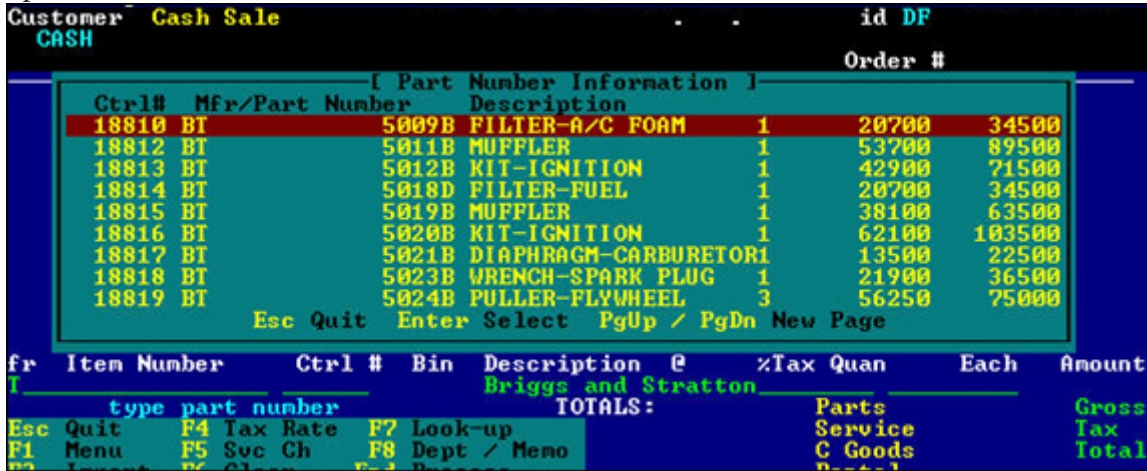 Customer Cash Sale . . id DF
CASH
Order #
[ Part Number Information ]
Ctrl# Mfr/Part Number Description
18810 BT 5009B FILTER-A/C FOAM 1 20700 34500
18812 BT 5011B MUFFLER 1 53700 89500
18813 BT 5012B KIT-IGNITION 1 42900 71500
18814 BT 5018D FILTER-FUEL 1 20700 34500
18815 BT 5019B MUFFLER 1 38100 63500
18816 BT 5020B KIT-IGNITION 1 62100 103500
18817 BT 5021B DIAPHRAGM-CARBURETOR1 13500 22500
18818 BT 5023B WRENCH-SPARK PLUG 1 21900 36500
18819 BT 5024B PULLER-FLYWHEEL 3 56250 75000
Esc Quit Enter Select PgUp / PgDn New Page
fr Item Number Ctrl # Bin Description @ %Tax Quan Each Amount
T Briggs and Stratton
type part number TOTALS: Parts Gross
Esc Quit F4 Tax Rate F7 Look-up Service Tax
F1 Menu F5 Svc Ch F8 Dept / Memo C Goods Total